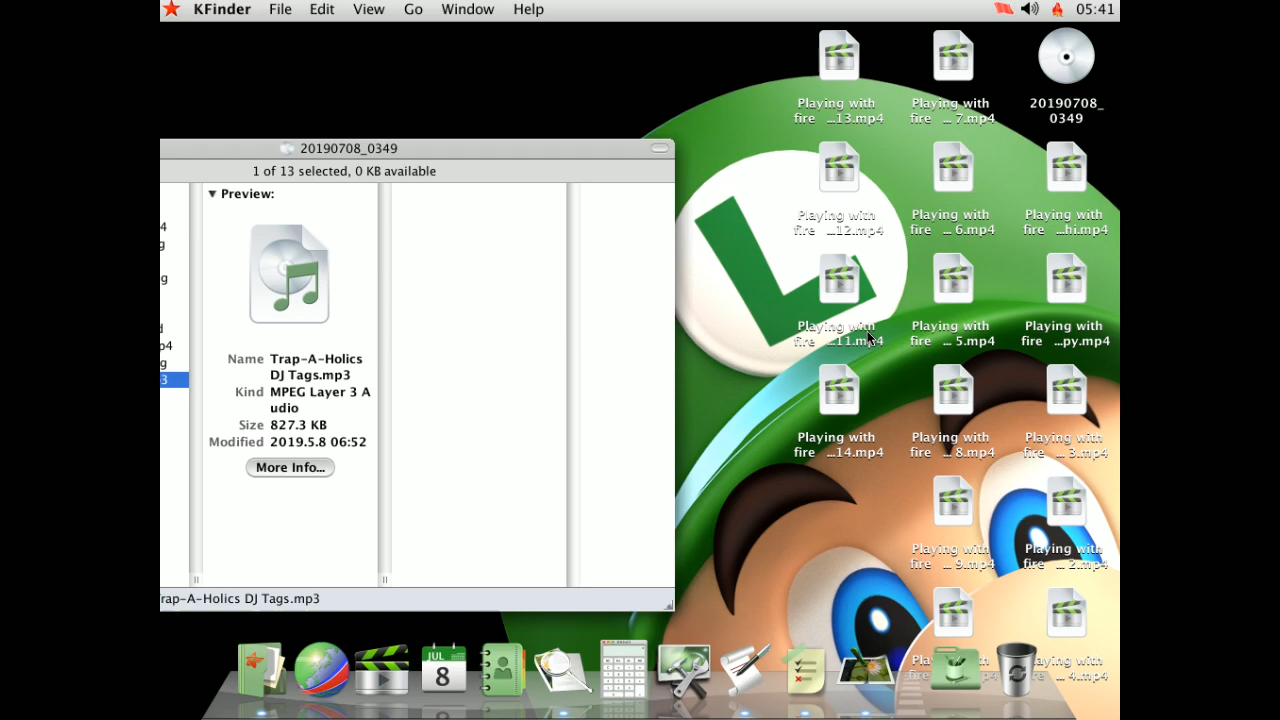 KFinder File Edit View Go Window Help 05:41
20190708_0349
1 of 13 selected, 0 KB available
Preview:
4
g
g
d
p4
g
3
Name Trap-A-Holics
DJ Tags.mp3
Kind MPEG Layer 3 A
udio
Size 827.3 KB
Modified 2019.5.8 06:52
More Info...
rap-A-Holics DJ Tags.mp3
Playing with
fire ...13.mp4
Playing with
fire ... 7.mp4
20190708_
0349
Playing with
fire ...12.mp4
Playing with
fire ... 6.mp4
Playing with
fire ...hi.mp4
Playing with
fire ...11.mp4
Playing with
fire ... 5.mp4
Playing with
fire ...py.mp4
Playing with
fire ...14.mp4
Playing with
fire ... 8.mp4
Playing with
fire ... 3.mp4
Playing with
fire ... 9.mp4
Playing with
fire ... 2.mp4
aying with
... 4.mp4
L
JUL
8